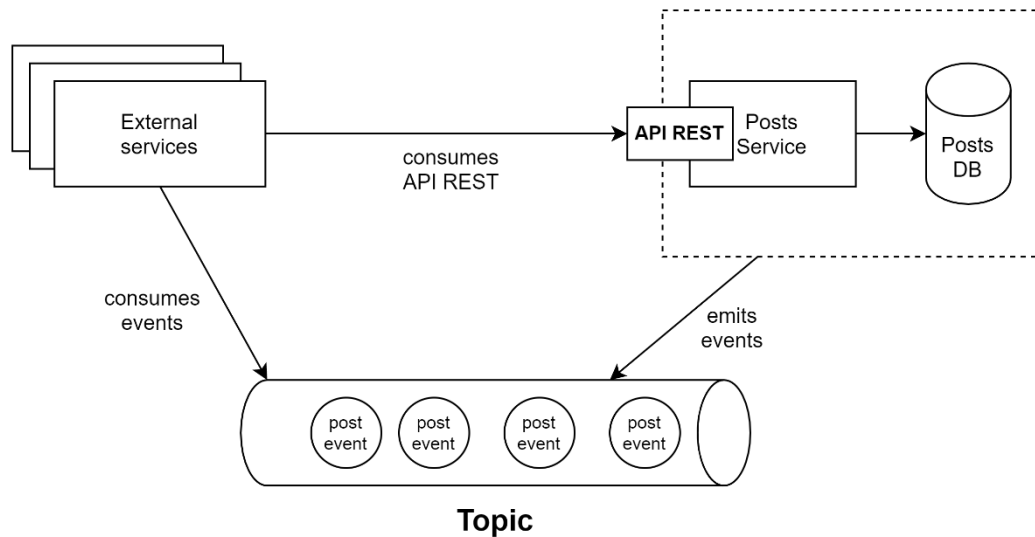 External
services
consumes
API REST
API REST
Posts
Service
Posts
DB
consumes
events
emits
events
post
event
post
event
post
event
post
event
Topic